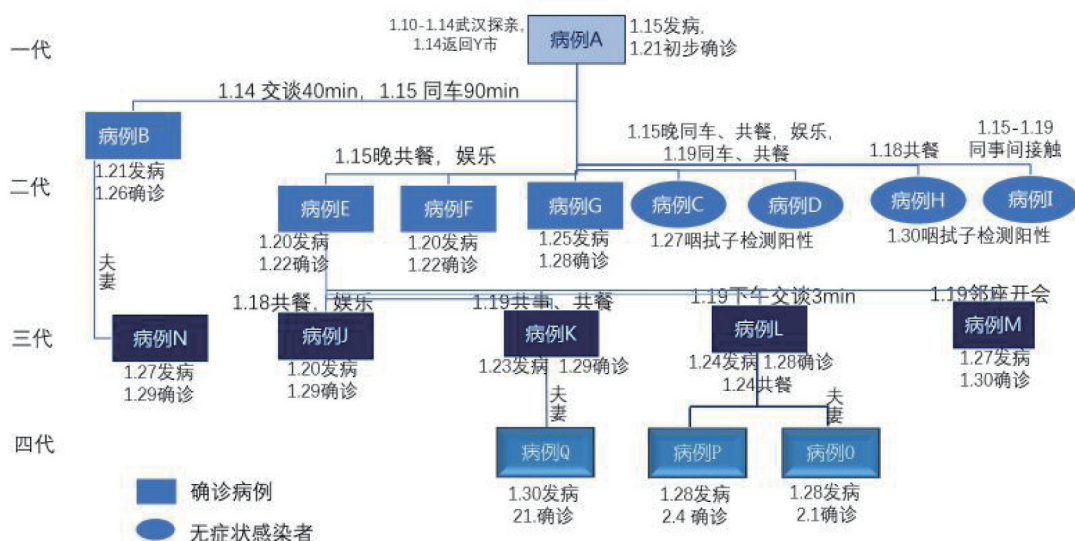 一代
1.10-1.14武汉探亲,
1.14返回Y市
病例A
1.15发病,
1.21初步确诊
1.14 交谈40min, 1.15 同车90min
病例B
1.21发病
1.26确诊
1.15晚共餐, 娱乐
1.15晚同车、共餐, 娱乐,
1.19同车、共餐
1.18共餐
1.15-1.19
同事间接触
二代
病例E
1.20发病
1.22确诊
病例F
1.20发病
1.22确诊
病例G
1.25发病
1.28确诊
病例C
病例D
1.27咽拭子检测阳性
病例H
病例I
1.30咽拭子检测阳性
夫妻
1.18共餐, 娱乐
1.19共事、共餐
1.19下午交谈3min
1.19邻座开会
三代
病例N
1.27发病
1.29确诊
病例J
1.20发病
1.29确诊
病例K
1.23发病 1.29确诊
病例L
1.24发病 1.28确诊
1.24共餐
病例M
1.27发病
1.30确诊
夫妻
夫妻
四代
病例Q
1.30发病
21.确诊
病例P
1.28发病
2.4 确诊
病例O
1.28发病
2.1确诊
确诊病例
无症状感染者